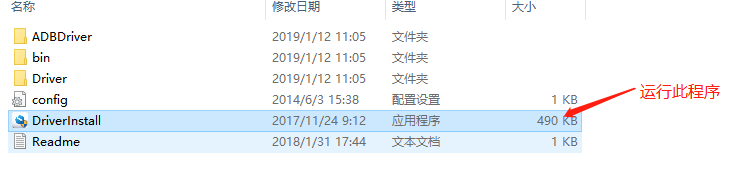 名称 修改日期 类型 大小
ADBDriver 2019/1/12 11:05 文件夹
bin 2019/1/12 11:05 文件夹
Driver 2019/1/12 11:05 文件夹
config 2014/6/3 15:38 配置设置 1 KB
DriverInstall 2017/11/24 9:12 应用程序 490 KB
运行此程序
Readme 2018/1/31 17:44 文本文档 1 KB